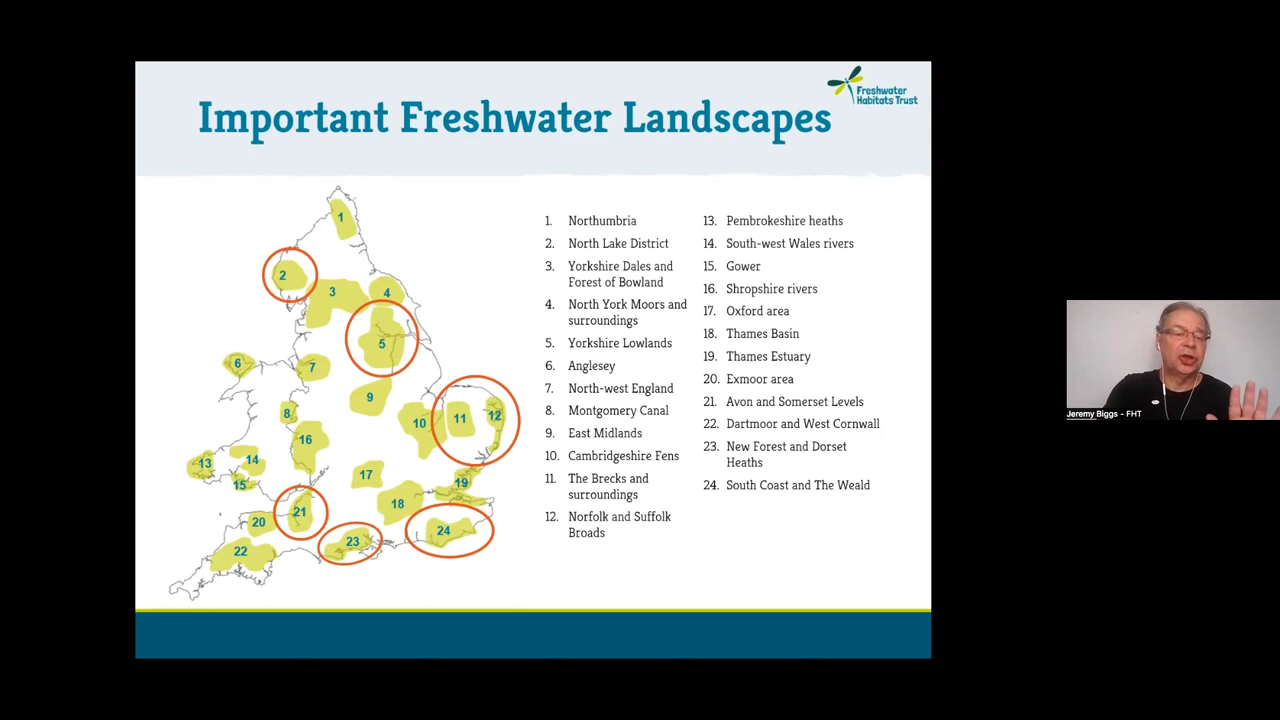 Freshwater
Habitats Trust
Important Freshwater Landscapes
1. Northumbria
2. North Lake District
3. Yorkshire Dales and
Forest of Bowland
4. North York Moors and
surroundings
5. Yorkshire Lowlands
6. Anglesey
7. North-west England
8. Montgomery Canal
9. East Midlands
10. Cambridgeshire Fens
11. The Brecks and
surroundings
12. Norfolk and Suffolk
Broads
13. Pembrokeshire heaths
14. South-west Wales rivers
15. Gower
16. Shropshire rivers
17. Oxford area
18. Thames Basin
19. Thames Estuary
20. Exmoor area
21. Avon and Somerset Levels
22. Dartmoor and West Cornwall
23. New Forest and Dorset
Heaths
24. South Coast and The Weald
1
2
3
4
5
6
7
8
9
10
11
12
13
14
15
16
17
18
19
20
21
22
23
24
Jeremy Biggs - FHT